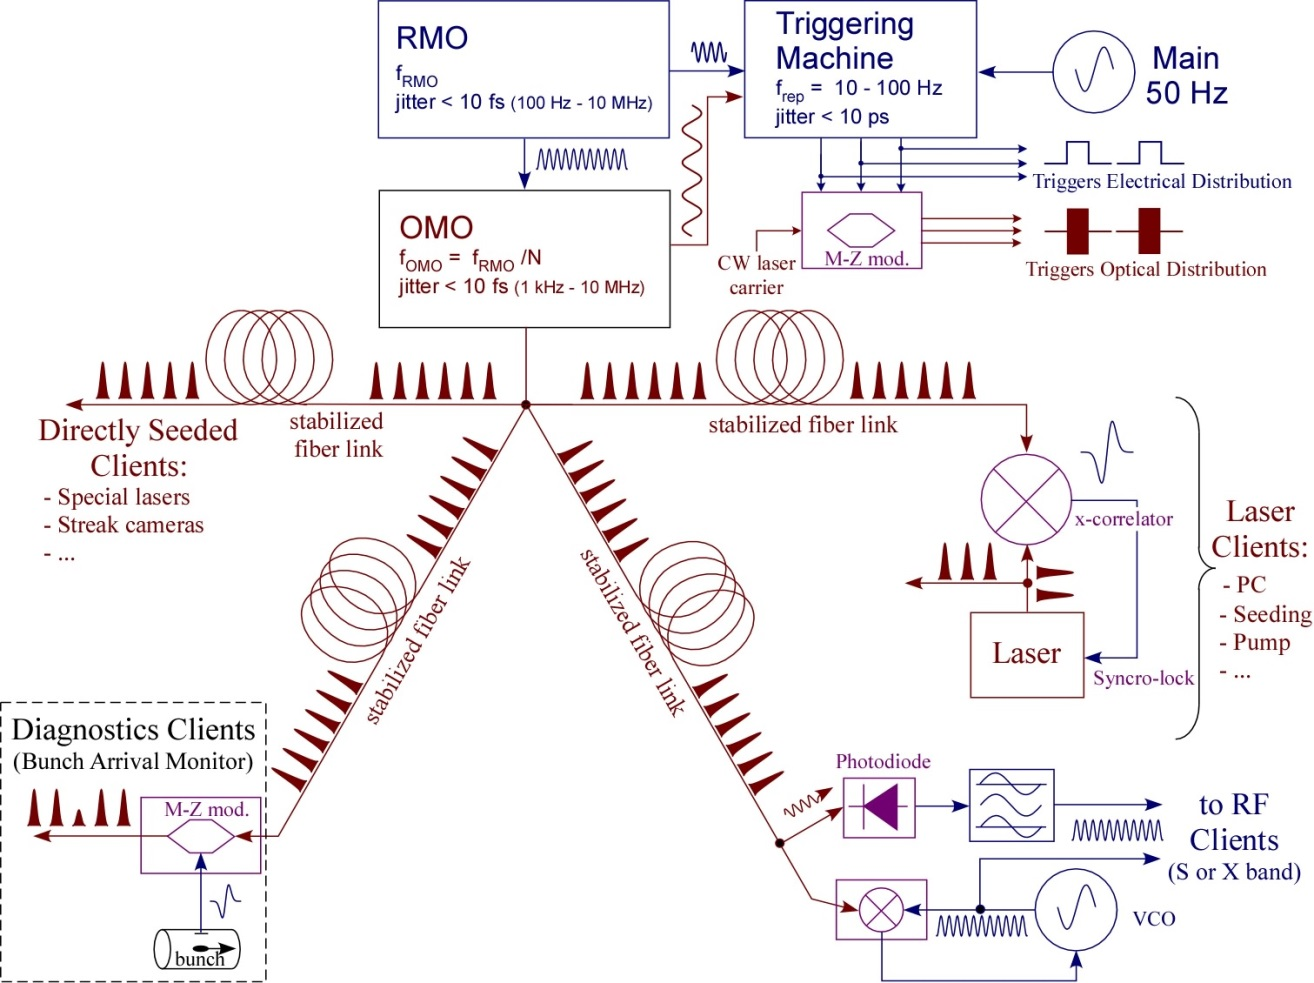 RMO
fRMO
jitter < 10 fs (100 Hz - 10 MHz)
Triggering
Machine
frep = 10 - 100 Hz
jitter < 10 ps
Main
50 Hz
Triggers Electrical Distribution
OMO
fOMO = fRMO /N
jitter < 10 fs (1 kHz - 10 MHz)
M-Z mod.
CW laser
carrier
Triggers Optical Distribution
stabilized
fiber link
stabilized fiber link
Directly Seeded
Clients:
- Special lasers
- Streak cameras
- ...
x-correlator
Laser
Syncro-lock
Laser
Clients:
- PC
- Seeding
- Pump
- ...
stabilized fiber link
stabilized fiber link
Diagnostics Clients
(Bunch Arrival Monitor)
M-Z mod.
bunch
Photodiode
to RF
Clients
(S or X band)
VCO